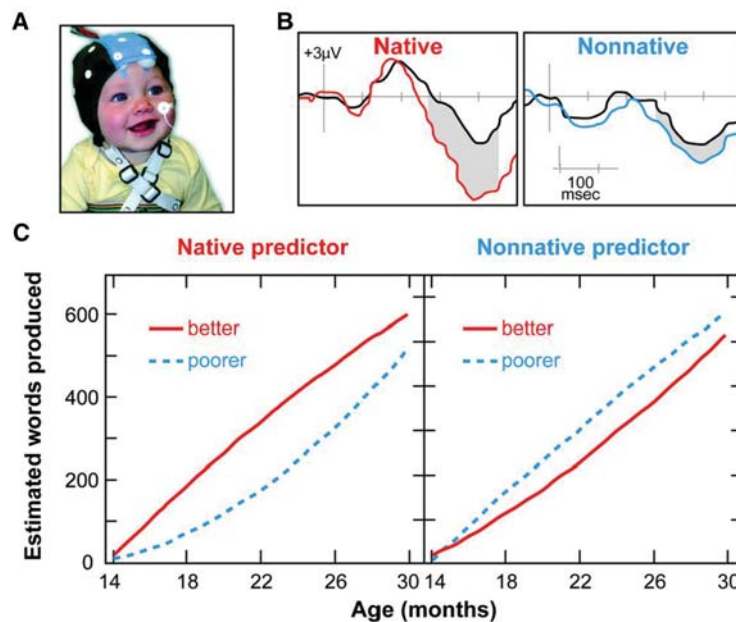 A
B
+3µV
Native
Nonnative
100
msec
C
Native predictor
Nonnative predictor
Estimated words produced
600
400
200
0
better
poorer
better
poorer
14
18
22
26
30
14
18
22
26
30
Age (months)